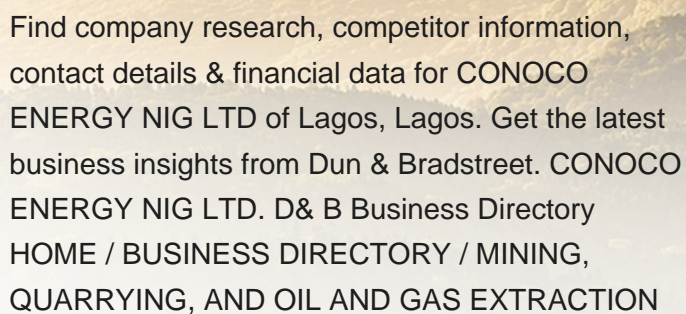 Find company research, competitor information,
contact details & financial data for CONOCO
ENERGY NIG LTD of Lagos, Lagos. Get the latest
business insights from Dun & Bradstreet. CONOCO
ENERGY NIG LTD. D& B Business Directory
HOME / BUSINESS DIRECTORY / MINING,
QUARRYING, AND OIL AND GAS EXTRACTION